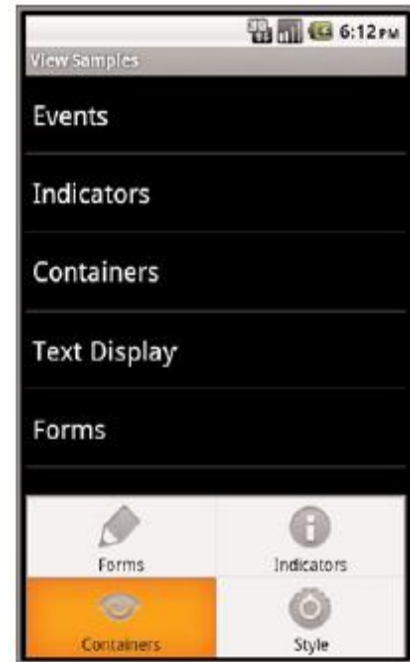 6:12 PM
View Samples
Events
Indicators
Containers
Text Display
Forms
Forms
Indicators
Containers
Style